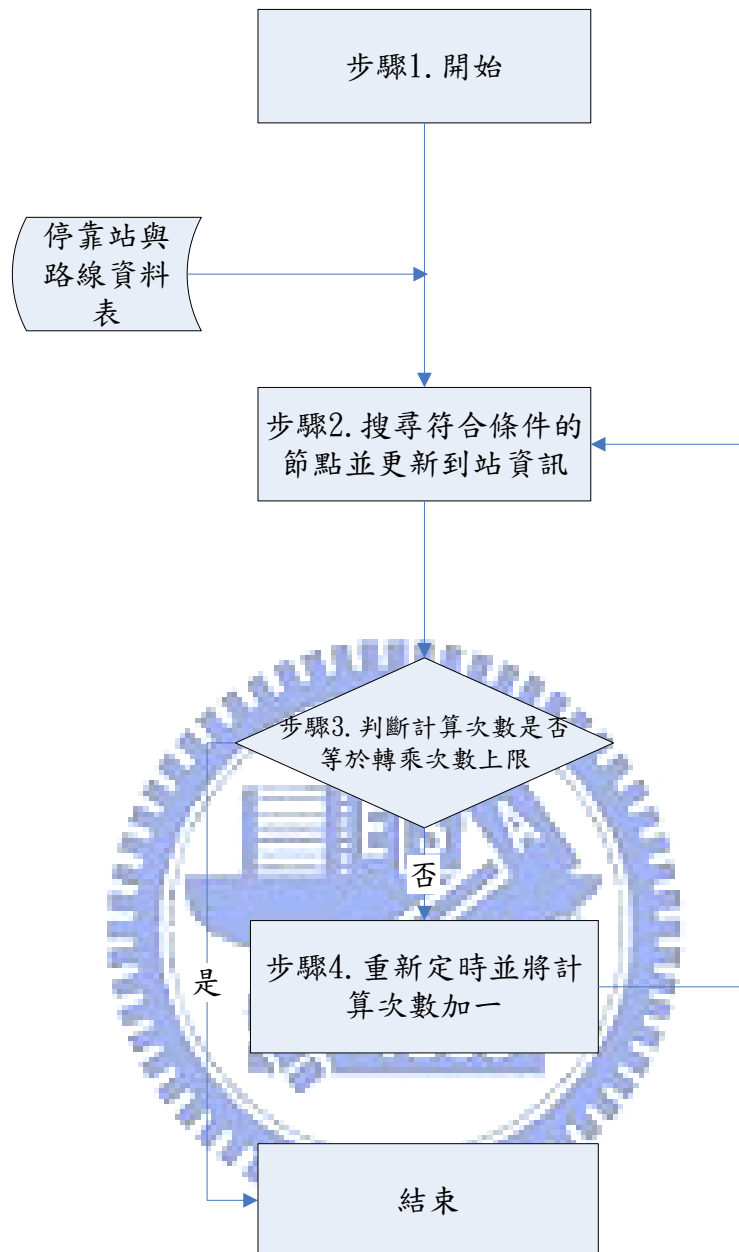 步驟1.開始
停靠站與
路線資料
表
步驟2.搜尋符合條件的
節點並更新到站資訊
步驟3.判斷計算次數是否
等於轉乘次數上限
否
是
步驟4.重新定時並將計
算次數加一
結束